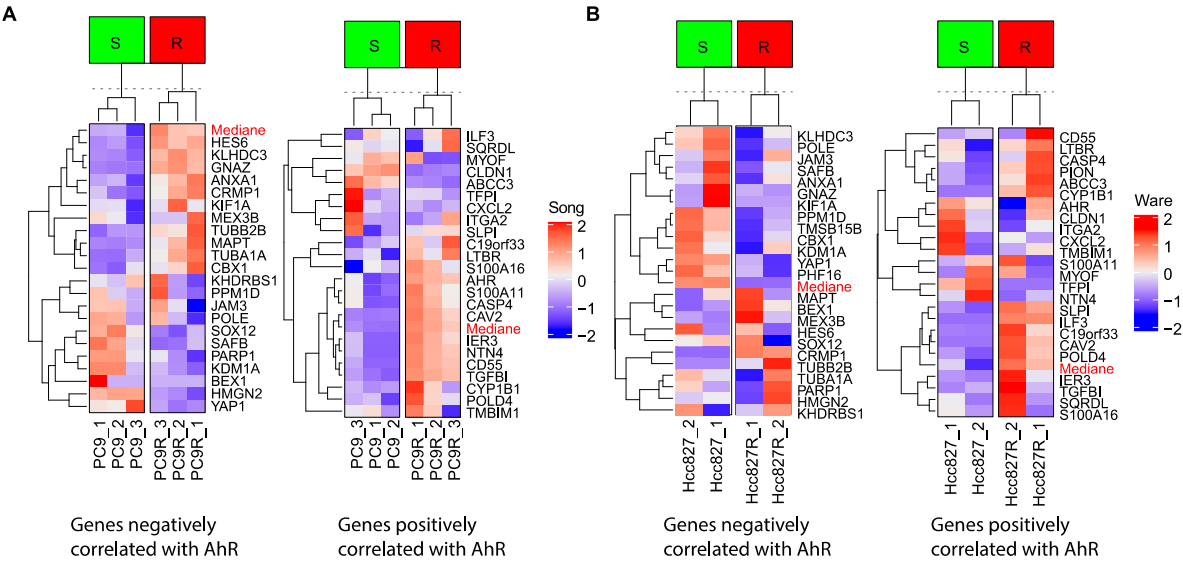 A
S
R
Mediane
HES6
KLHDC3
GNAZ
ANXA1
CRMP1
KIF1A
MEX3B
TUBB2B
MAPT
TUBA1A
CBX1
KHDRBS1
PPM1D
JAM3
POLE
SOX12
SAFB
PARP1
KDM1A
BEX1
HMGN2
YAP1
PC9_1
PC9_2
PC9_3
PC9R_3
PC9R_2
PC9R_1
Genes negatively
correlated with AhR
S
R
ILF3
SQRDL
MYOF
CLDN1
ABCC3
TFPI
CXCL2
ITGA2
SLPI
C19orf33
LTBR
S100A16
AHR
S100A11
CASP4
CAV2
Mediane
IER3
NTN4
CD55
TGFBI
CYP1B1
POLD4
TMBIM1
PC9_3
PC9_1
PC9_2
PC9R_1
PC9R_2
PC9R_3
Genes positively
correlated with AhR
Song
2
1
0
−1
−2
B
S
R
KLHDC3
POLE
JAM3
SAFB
ANXA1
GNAZ
KIF1A
PPM1D
TMSB15B
CBX1
KDM1A
YAP1
PHF16
Mediane
MAPT
BEX1
MEX3B
HES6
SOX12
CRMP1
TUBB2B
TUBA1A
PARP1
HMGN2
KHDRBS1
Hcc827_2
Hcc827_1
Hcc827R_1
Hcc827R_2
Genes negatively
correlated with AhR
S
R
CD55
LTBR
CASP4
PION
ABCC3
CYP1B1
AHR
CLDN1
ITGA2
CXCL2
TMBIM1
S100A11
MYOF
TFPI
NTN4
SLPI
ILF3
C19orf33
CAV2
POLD4
Mediane
IER3
TGFBI
SQRDL
S100A16
Hcc827_1
Hcc827_2
Hcc827R_2
Hcc827R_1
Genes positively
correlated with AhR
Ware
2
1
0
−1
−2